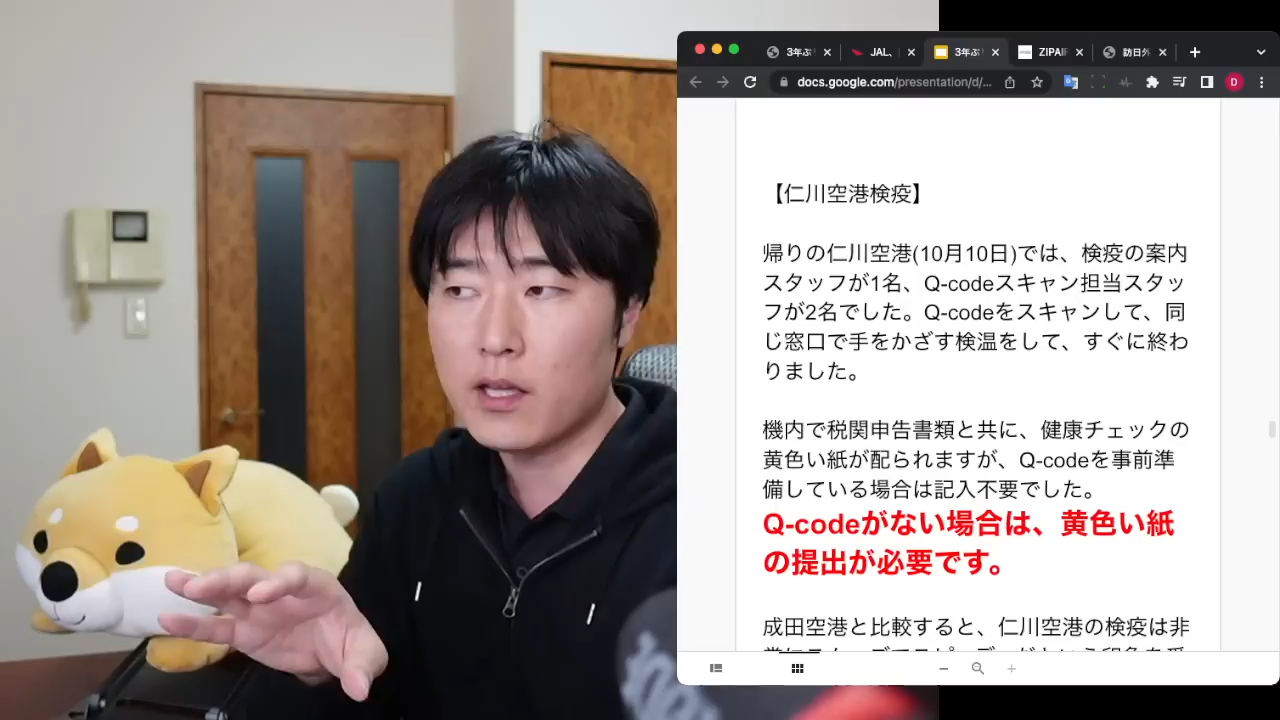 3年ぶ
JAL、
3年ぶ
ZIPAIR
訪日外
docs.google.com/presentation/d/...
D
【仁川空港検疫】
帰りの仁川空港(10月10日)では、検疫の案内
スタッフが1名、Q-codeスキャン担当スタッ
フが2名でした。Q-codeをスキャンして、同
じ窓口で手をかざす検温をして、すぐに終わ
りました。
機内で税関申告書類と共に、健康チェックの
黄色い紙が配られますが、Q-codeを事前準
備している場合は記入不要でした。
Q-codeがない場合は、黄色い紙
の提出が必要です。
成田空港と比較すると、仁川空港の検疫は非